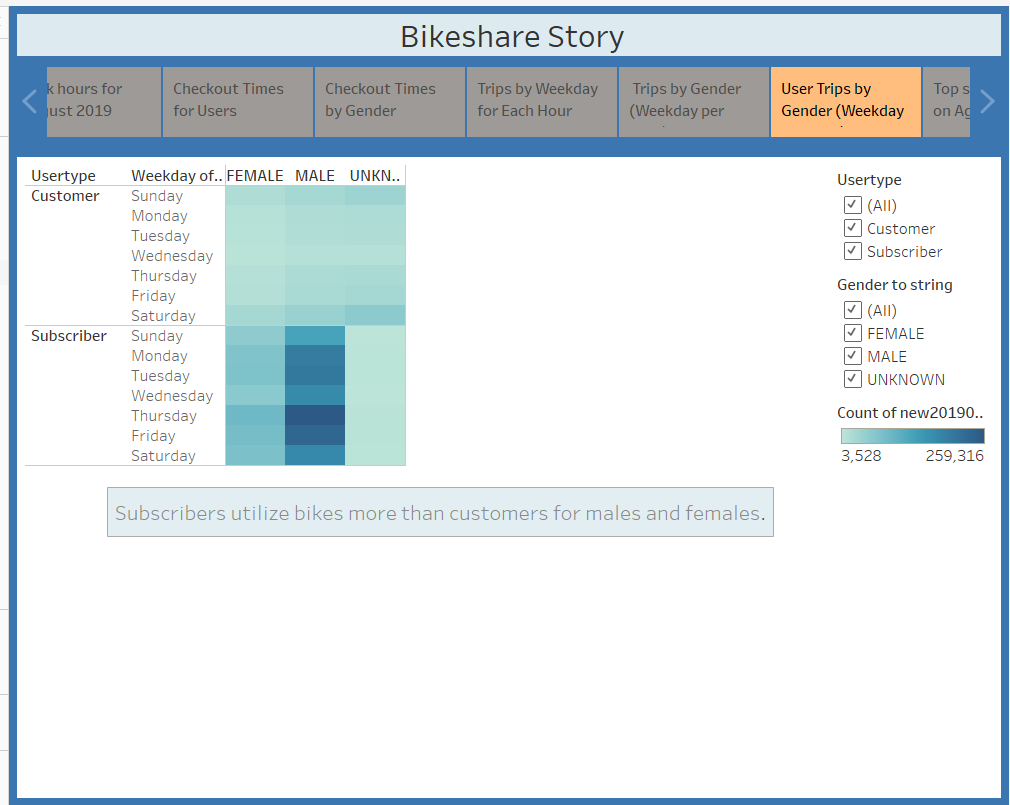 Bikeshare Story
k hours for
ust 2019
Checkout Times
for Users
Checkout Times
by Gender
Trips by Weekday
for Each Hour
Trips by Gender
(Weekday per
User Trips by
Gender (Weekday
Top s
on Ag
Usertype Weekday of.. FEMALE MALE UNKN..
Customer Sunday
Monday
Tuesday
Wednesday
Thursday
Friday
Saturday
Subscriber Sunday
Monday
Tuesday
Wednesday
Thursday
Friday
Saturday
Usertype
(All)
Customer
Subscriber
Gender to string
(All)
FEMALE
MALE
UNKNOWN
Count of new20190..
3,528 259,316
Subscribers utilize bikes more than customers for males and females.